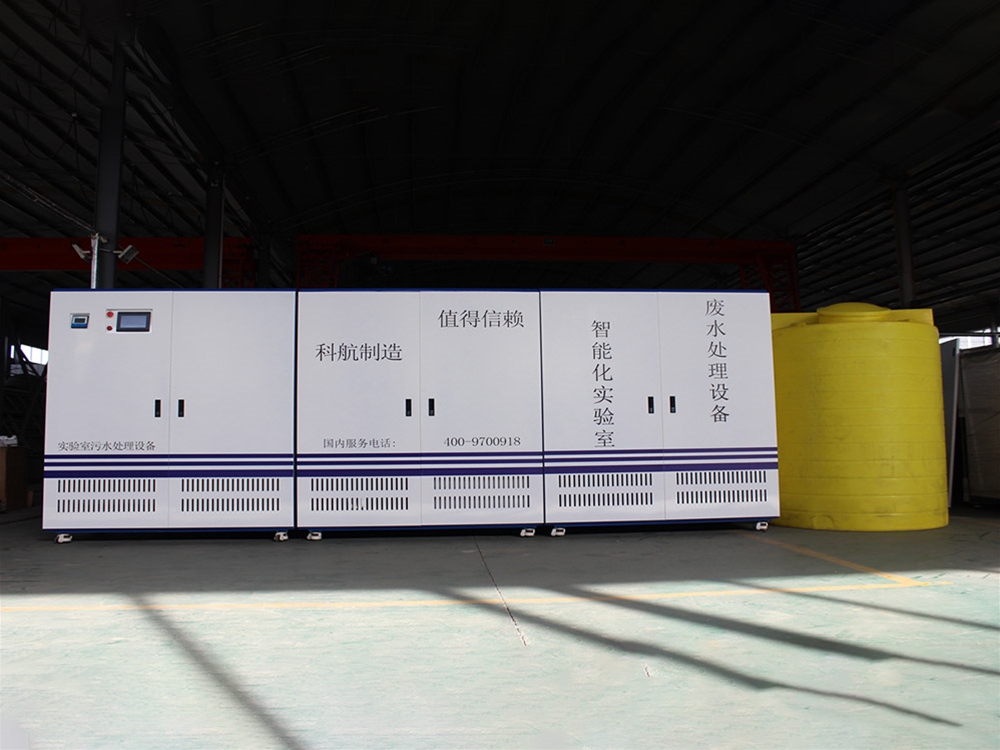 实验室污水处理设备
科航制造
值得信赖
国内服务电话: 400-9700918
智能化实验室
废水处理设备